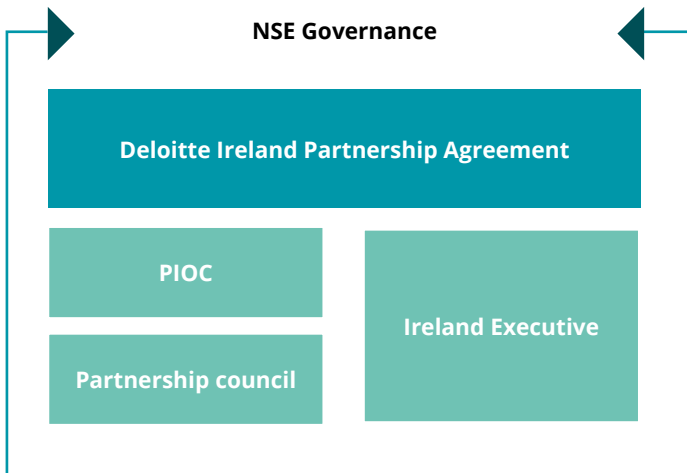 NSE Governance
Deloitte Ireland Partnership Agreement
PIOC
Ireland Executive
Partnership council